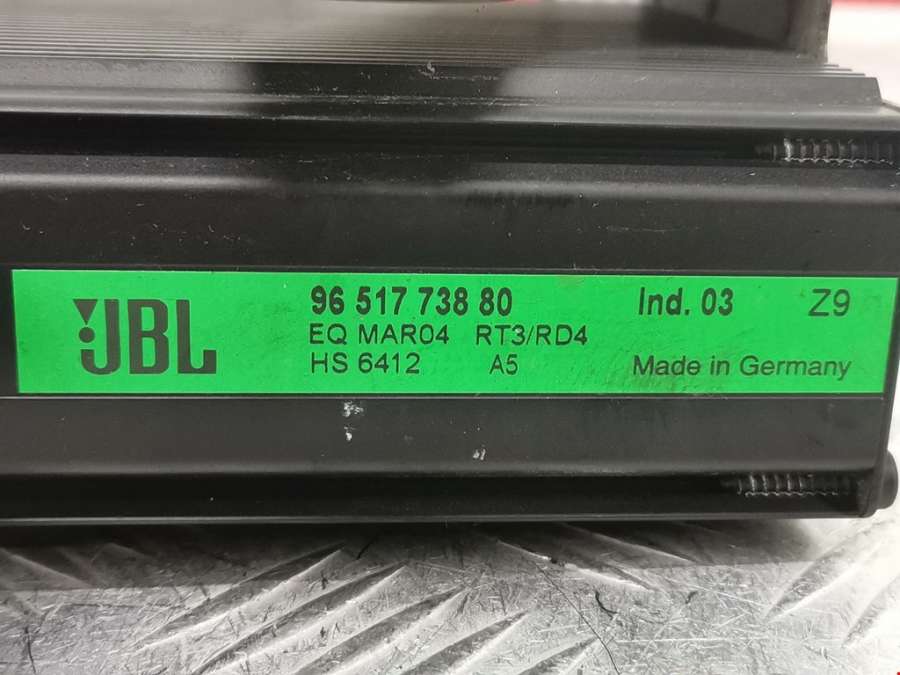 JBL
96 517 738 80 Ind. 03 Z9
EQ MAR04 RT3/RD4
HS 6412 A5 Made in Germany